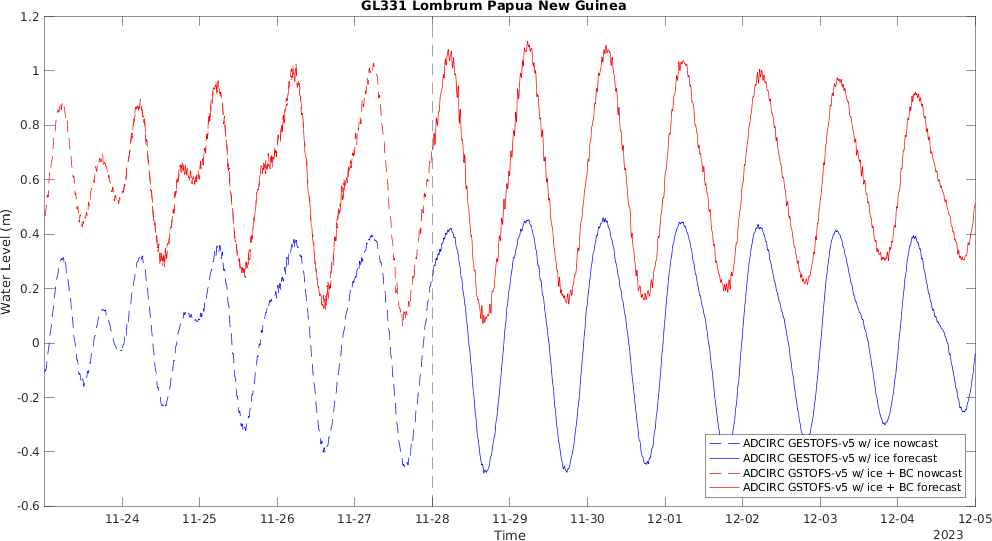 GL331 Lombrum Papua New Guinea
1.2
1
0.8
0.6
0.4
0.2
0
-0.2
-0.4
-0.6
Water Level (m)
11-24 11-25 11-26 11-27 11-28 11-29 11-30 12-01 12-02 12-03 12-04 12-05
Time
2023
ADCIRC GESTOFS-v5 w/ ice nowcast
ADCIRC GESTOFS-v5 w/ ice forecast
ADCIRC GSTOFS-v5 w/ ice + BC nowcast
ADCIRC GSTOFS-v5 w/ ice + BC forecast